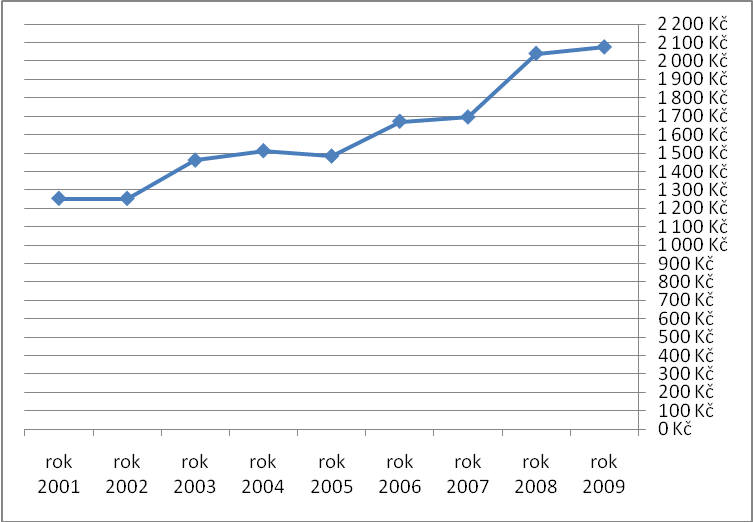 2 200 Kč
2 100 Kč
2 000 Kč
1 900 Kč
1 800 Kč
1 700 Kč
1 600 Kč
1 500 Kč
1 400 Kč
1 300 Kč
1 200 Kč
1 100 Kč
1 000 Kč
900 Kč
800 Kč
700 Kč
600 Kč
500 Kč
400 Kč
300 Kč
200 Kč
100 Kč
0 Kč
rok rok rok rok rok rok rok rok rok
2001 2002 2003 2004 2005 2006 2007 2008 2009